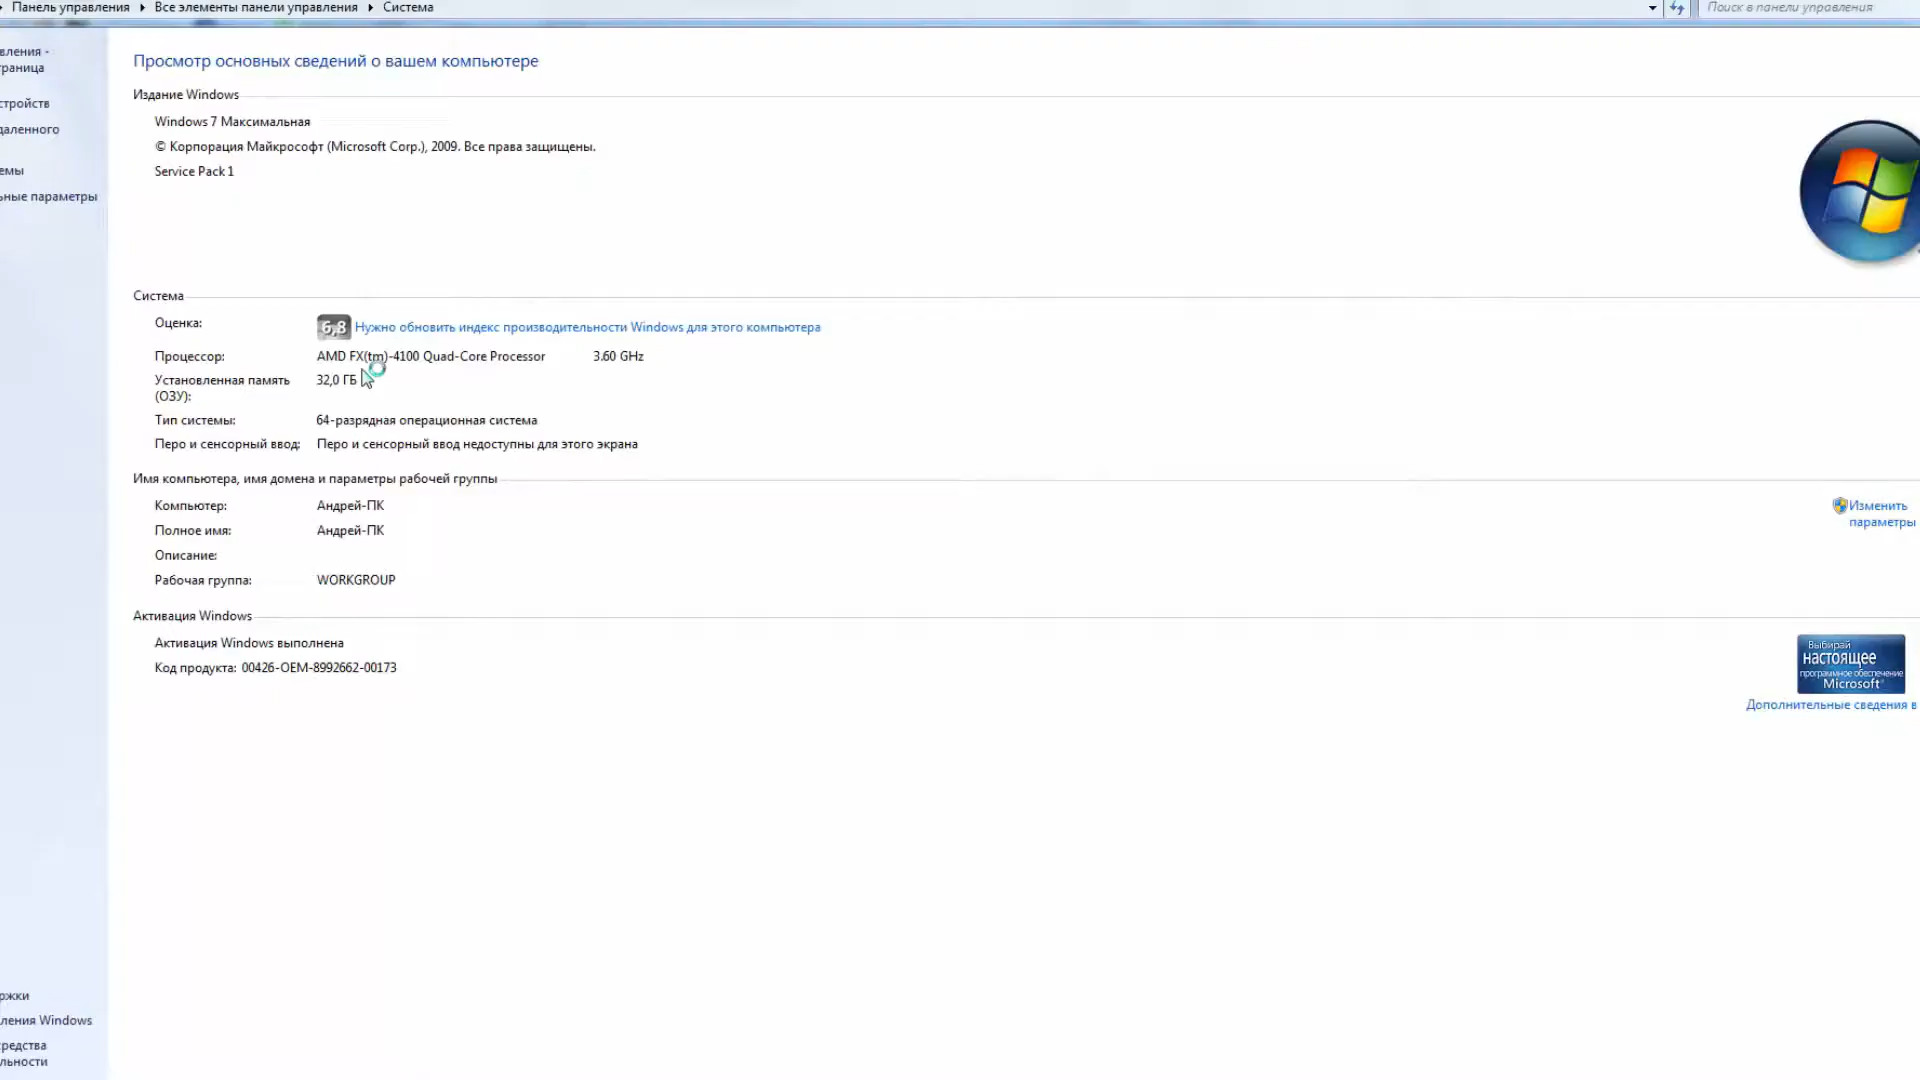 Панель управления ▸ Все элементы панели управления ▸ Система
Поиск в панели управления
вления -
раница
стройств
даленного
емы
ьные параметры
Просмотр основных сведений о вашем компьютере
Издание Windows
Windows 7 Максимальная
© Корпорация Майкрософт (Microsoft Corp.), 2009. Все права защищены.
Service Pack 1
Система
Оценка: 6,8 Нужно обновить индекс производительности Windows для этого компьютера
Процессор: AMD FX(tm)-4100 Quad-Core Processor 3.60 GHz
Установленная память 32,0 ГБ
(ОЗУ):
Тип системы: 64-разрядная операционная система
Перо и сенсорный ввод: Перо и сенсорный ввод недоступны для этого экрана
Имя компьютера, имя домена и параметры рабочей группы
Компьютер: Андрей-ПК
Изменить
параметры
Полное имя: Андрей-ПК
Описание:
Рабочая группа: WORKGROUP
Активация Windows
Активация Windows выполнена
Код продукта: 00426-OEM-8992662-00173
Выбирай
настоящее
программное обеспечение
Microsoft
Дополнительные сведения в
ржки
ления Windows
редства
льности